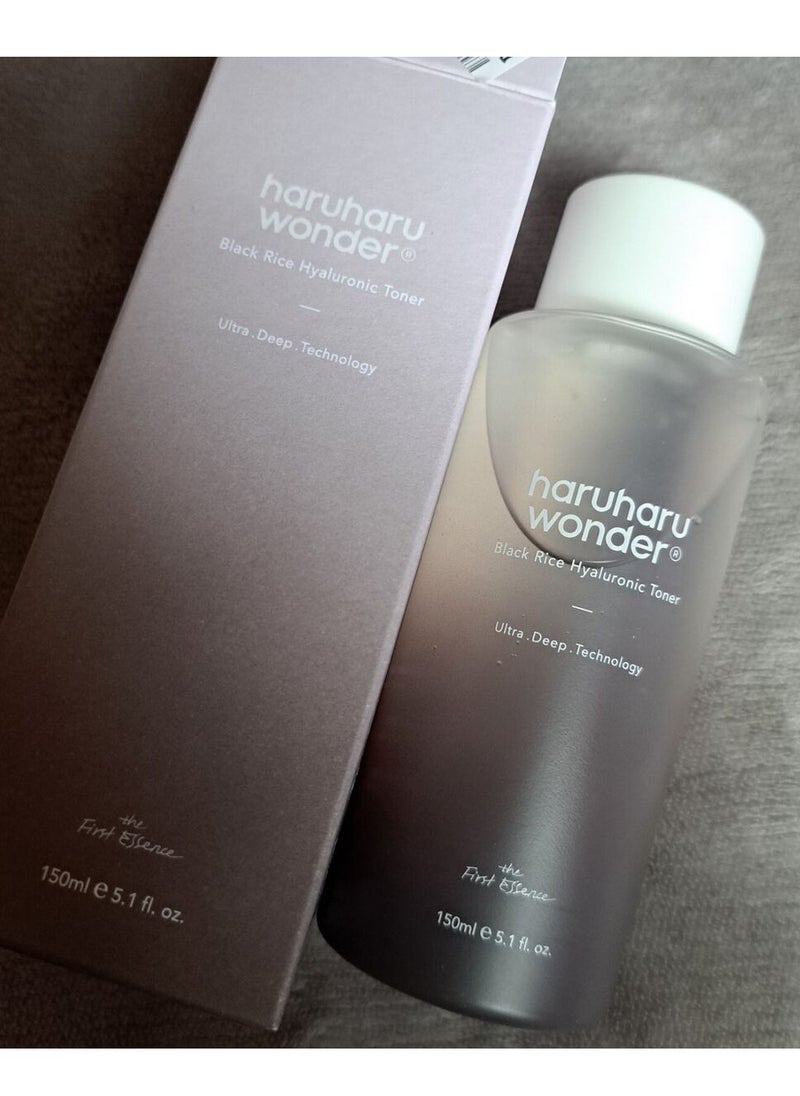 haruharu
wonder®
Black Rice Hyaluronic Toner
Ultra . Deep . Technology
the
First Essence
150ml e 5.1 fl. oz.
haruharu
wonder®
Black Rice Hyaluronic Toner
Ultra . Deep . Technology
the
First Essence
150ml e 5.1 fl. oz.